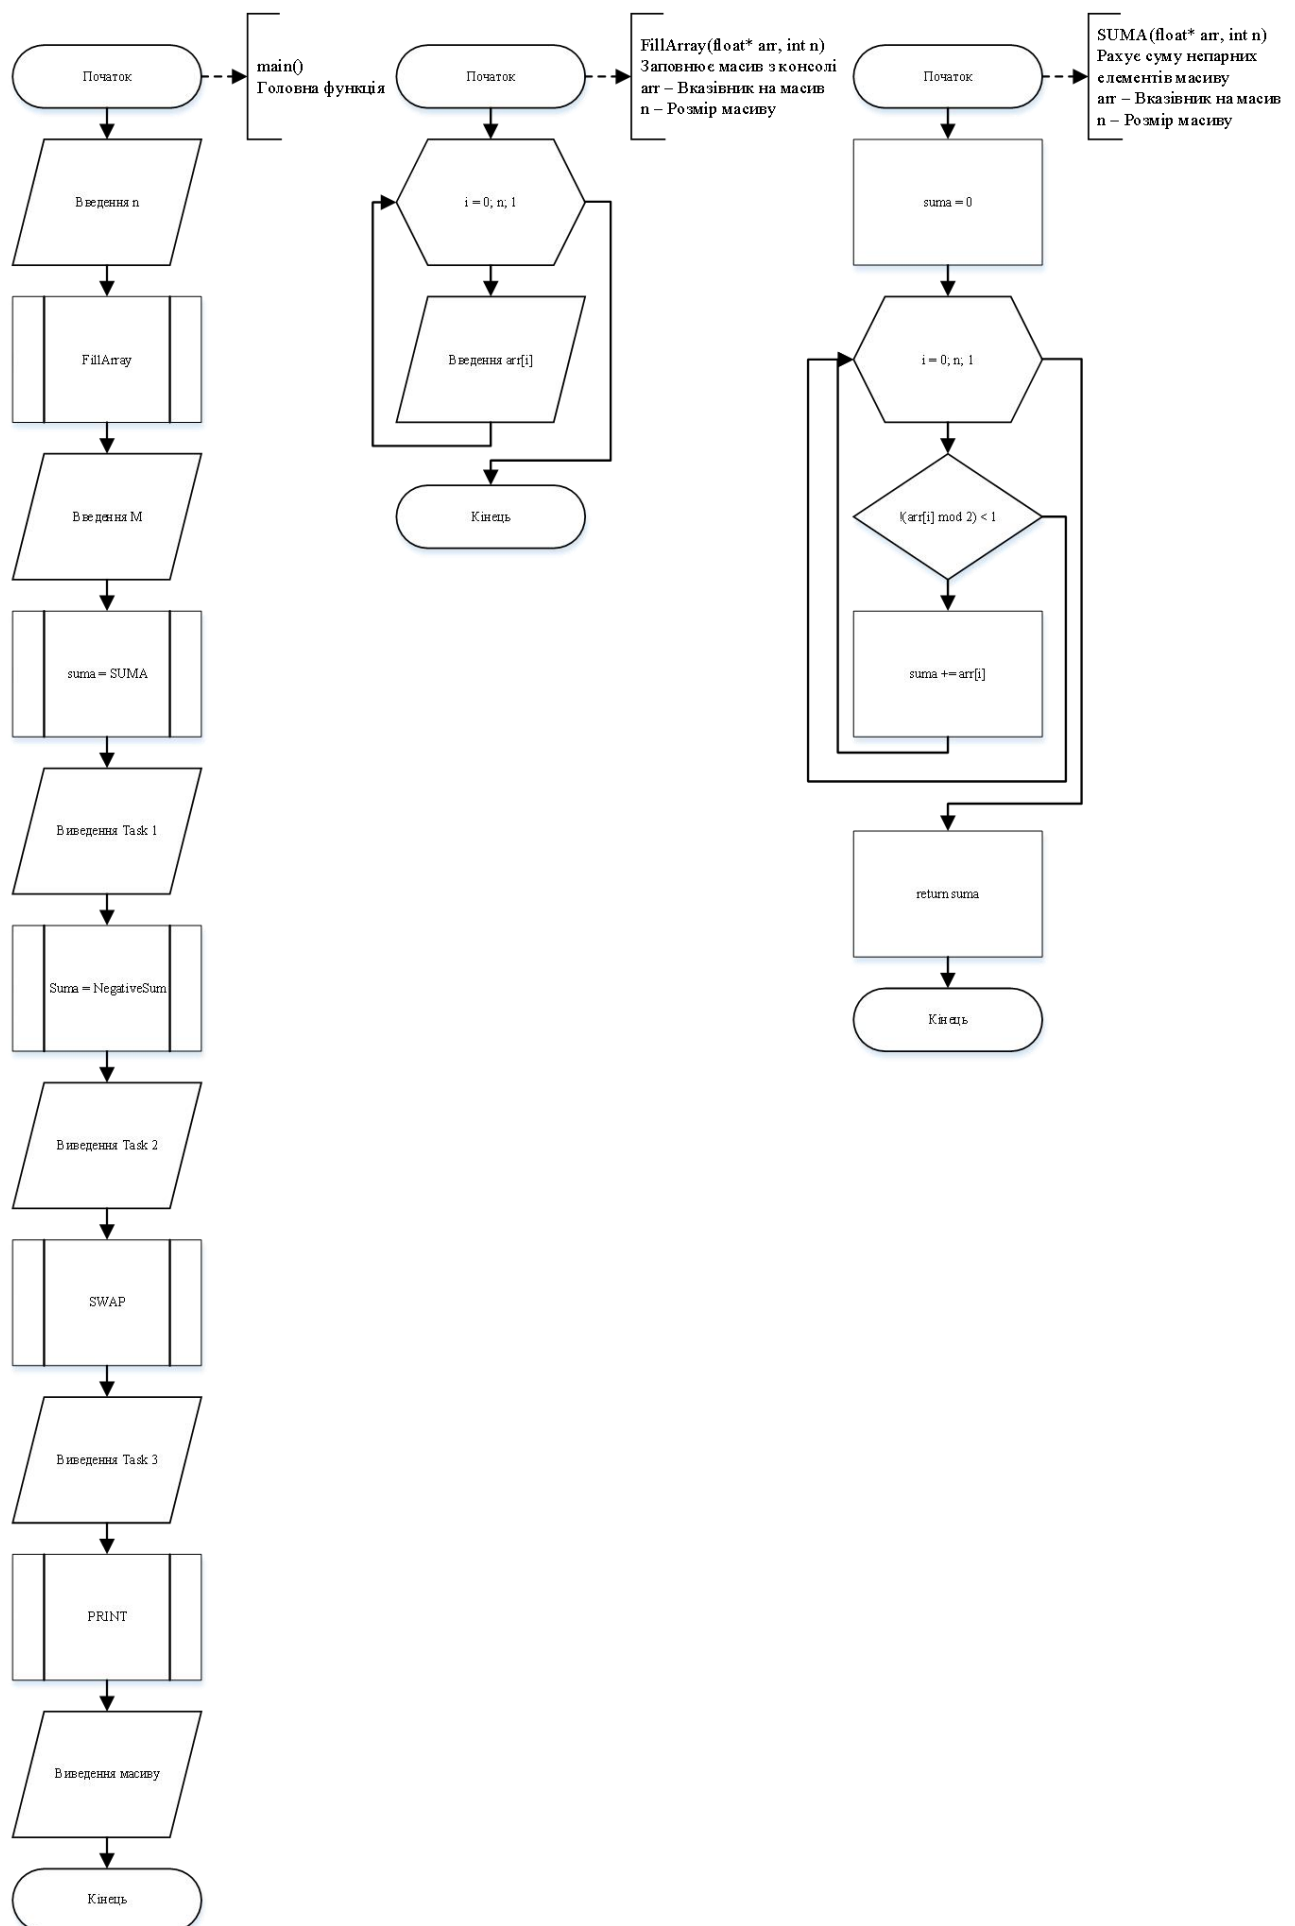 Початок
main()
Головна функція
Введення n
FillArray
Введення M
suma = SUMA
Виведення Task 1
Suma = NegativeSum
Виведення Task 2
SWAP
Виведення Task 3
PRINT
Виведення масиву
Кінець
Початок
FillArray(float* arr, int n)
Заповнює масив з консолі
arr – Вказівник на масив
n – Розмір масиву
i = 0; n; 1
Введення arr[i]
Кінець
Початок
SUMA(float* arr, int n)
Рахує суму непарних
елементів масиву
arr – Вказівник на масив
n – Розмір масиву
suma = 0
i = 0; n; 1
!(arr[i] mod 2) < 1
suma += arr[i]
return suma
Кінець